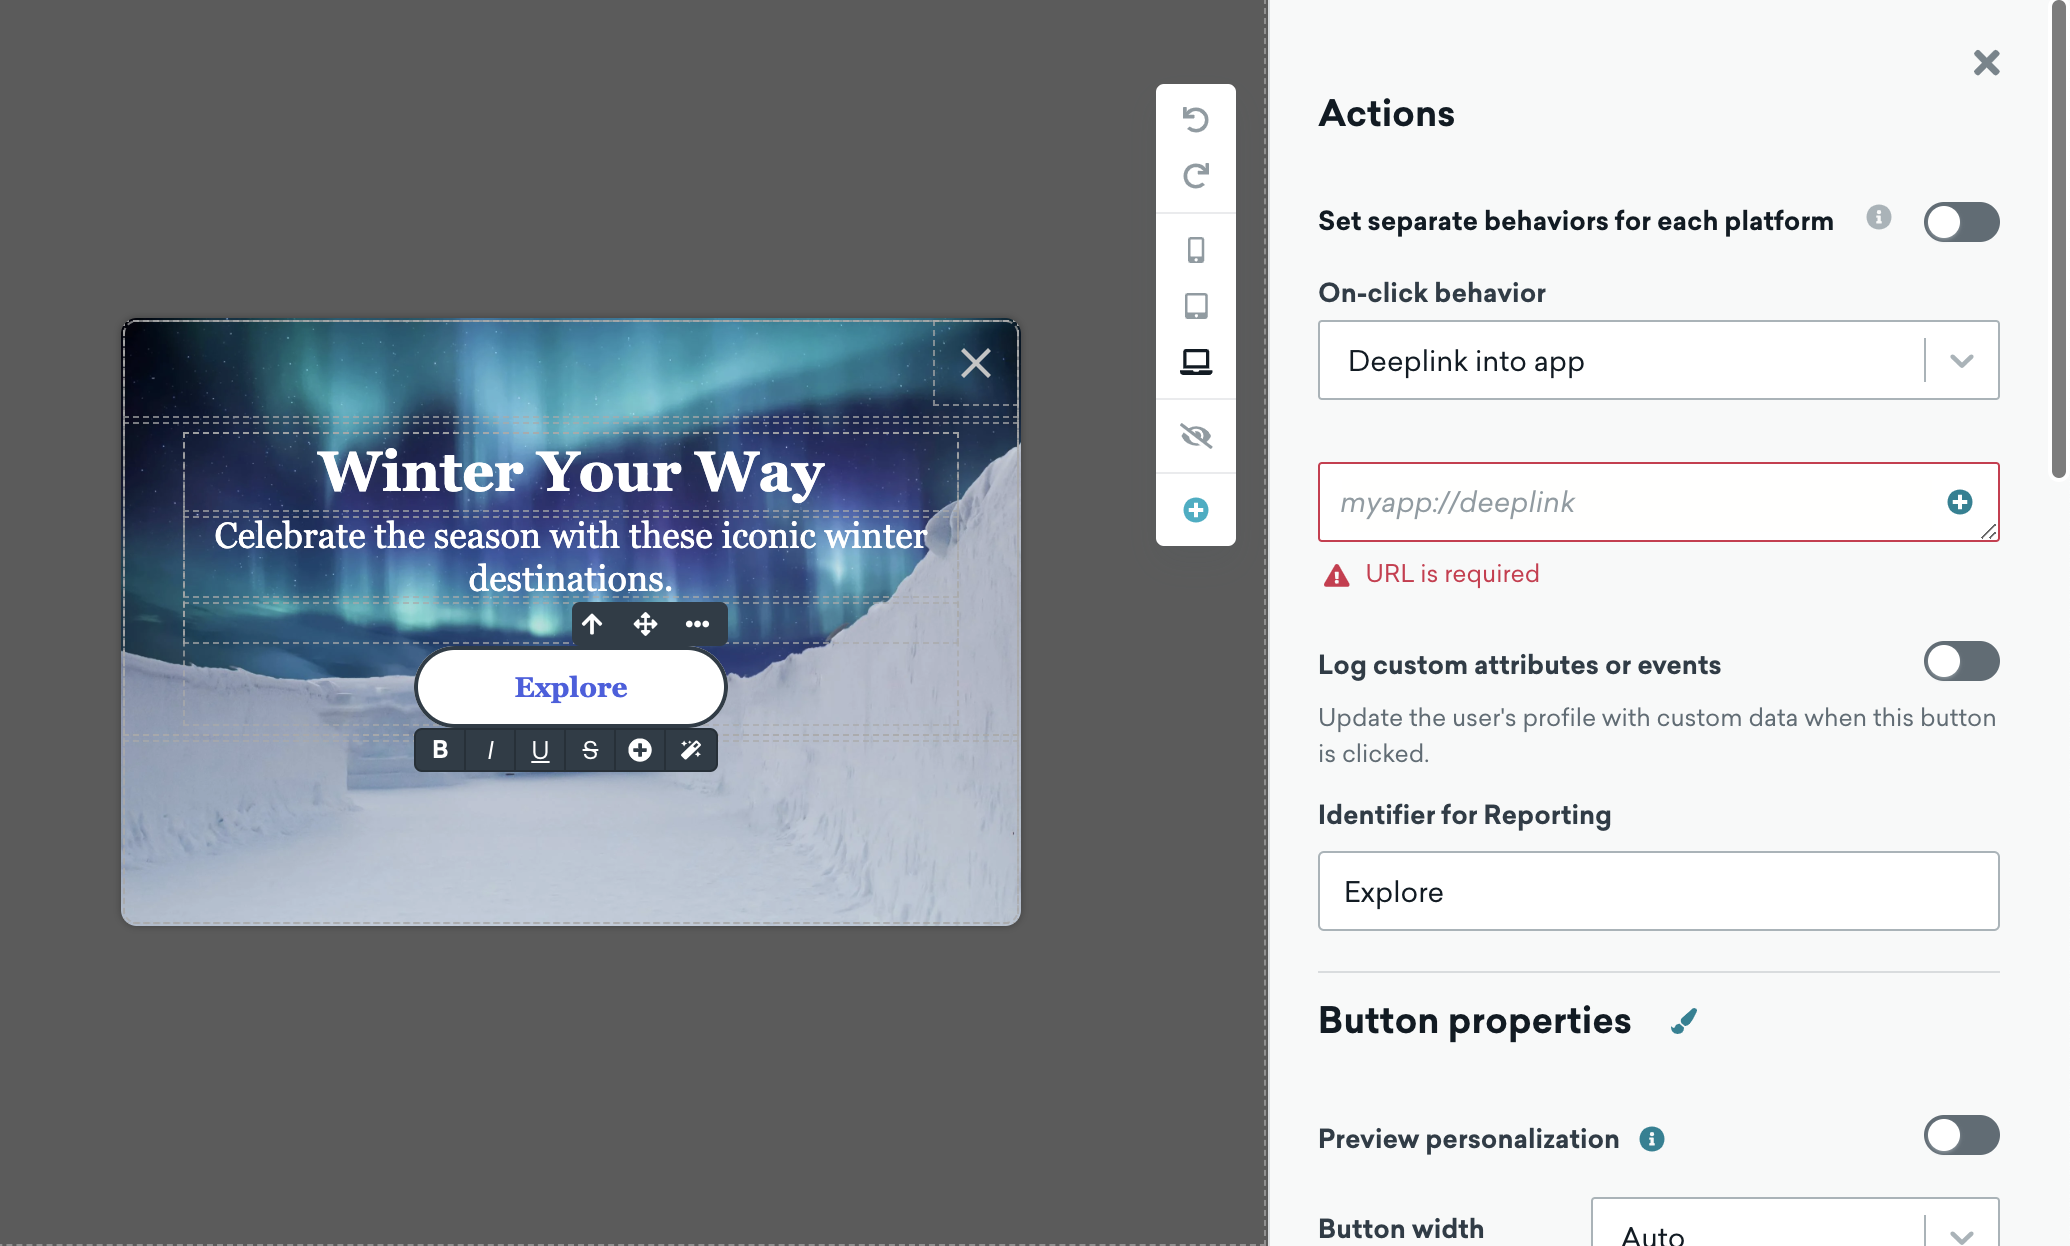 Winter Your Way
Celebrate the season with these iconic winter
destinations.
Explore
B I U S
Actions
Set separate behaviors for each platform
On-click behavior
Deeplink into app
myapp://deeplink
URL is required
Log custom attributes or events
Update the user's profile with custom data when this button
is clicked.
Identifier for Reporting
Explore
Button properties
Preview personalization
Button width
Auto